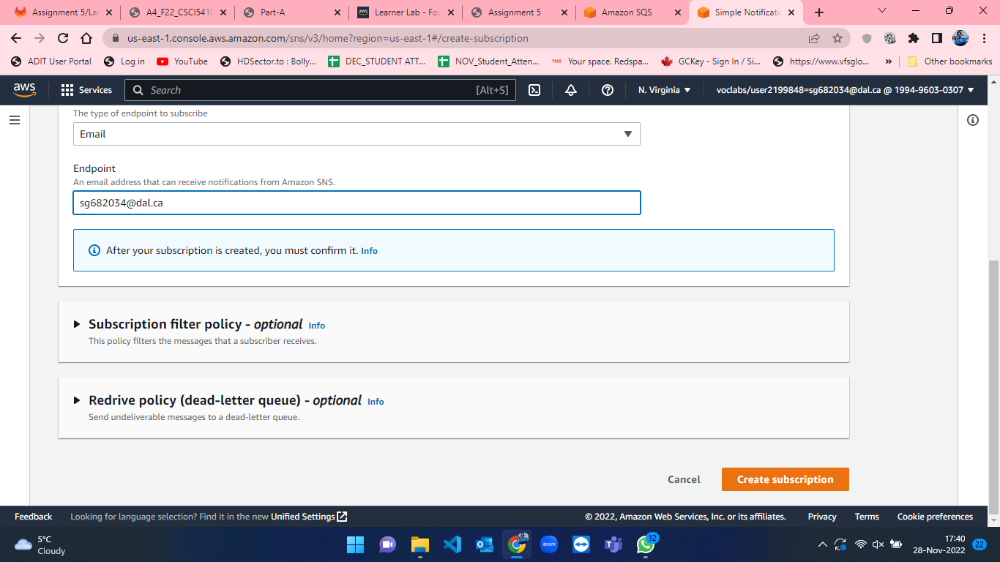 Assignment 5/La
A4_F22_CSCI541
Part-A
Learner Lab - Fou
Assignment 5
Amazon SQS
Simple Notificati
us-east-1.console.aws.amazon.com/sns/v3/home?region=us-east-1#/create-subscription
ADIT User Portal
Log in
YouTube
HDSector.to : Bolly...
DEC_STUDENT ATT...
NOV_Student_Atten...
TMS Your space. Redspa...
GCKey - Sign In / Si...
https://www.vfsglo...
»
Other bookmarks
aws
Services
Search
[Alt+S]
N. Virginia
voclabs/user2199848=sg682034@dal.ca @ 1994-9603-0307
The type of endpoint to subscribe
Email
Endpoint
An email address that can receive notifications from Amazon SNS.
sg682034@dal.ca
After your subscription is created, you must confirm it. Info
Subscription filter policy - optional Info
This policy filters the messages that a subscriber receives.
Redrive policy (dead-letter queue) - optional Info
Send undeliverable messages to a dead-letter queue.
Cancel
Create subscription
Feedback
Looking for language selection? Find it in the new Unified Settings
© 2022, Amazon Web Services, Inc. or its affiliates.
Privacy
Terms
Cookie preferences
5°C
Cloudy
zoom
12
17:40
28-Nov-2022
22